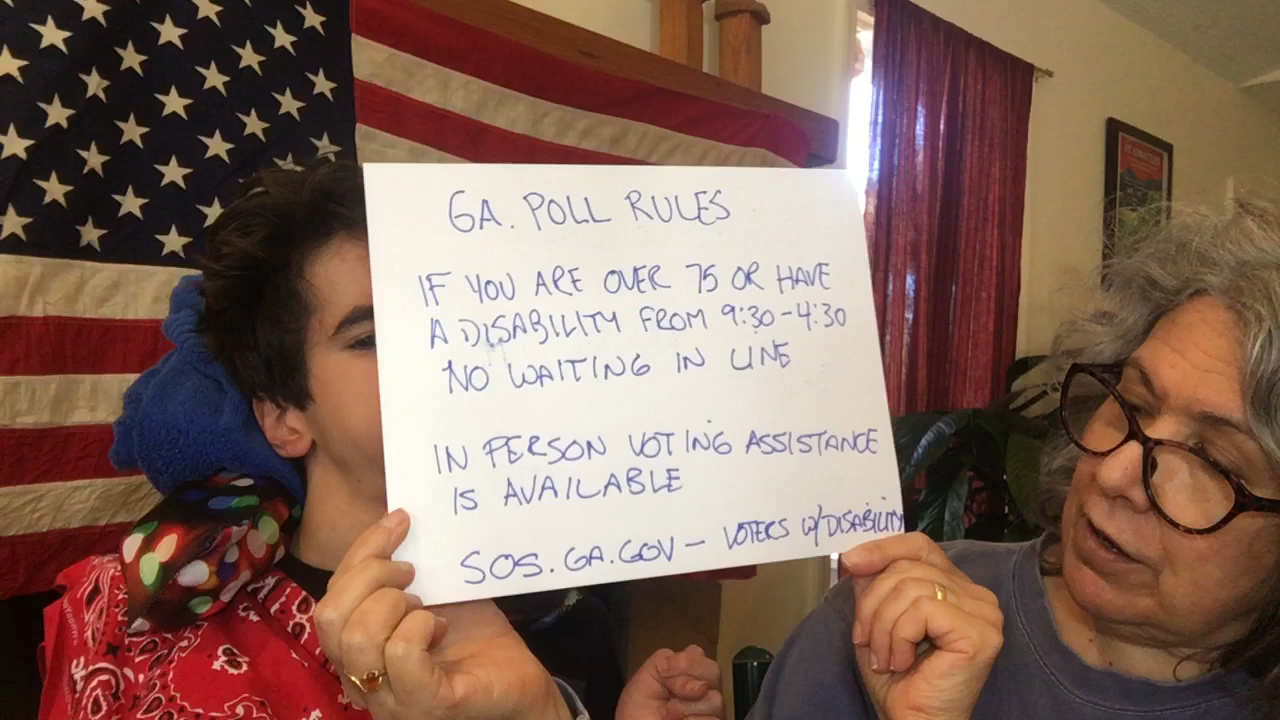 GA. POLL RULES
IF YOU ARE OVER 75 OR HAVE
A DISABILITY FROM 9:30-4:30
NO WAITING IN LINE
IN PERSON VOTING ASSISTANCE
IS AVAILABLE
SOS.GA.GOV - VOTERS W/DISABILITY